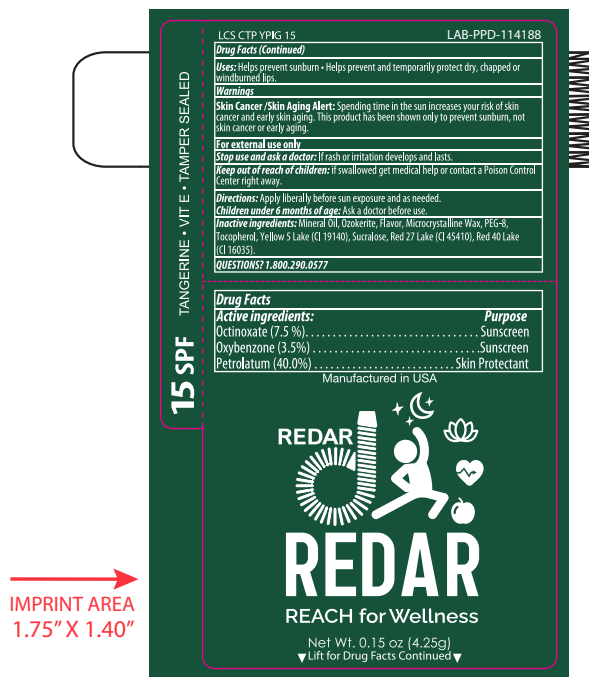 LCS CTP YPIG 15 LAB-PPD-114188
Drug Facts (Continued)
Uses: Helps prevent sunburn • Helps prevent and temporarily protect dry, chapped or
windburned lips.
Warnings
Skin Cancer /Skin Aging Alert: Spending time in the sun increases your risk of skin
cancer and early skin aging. This product has been shown only to prevent sunburn, not
skin cancer or early aging.
For external use only
Stop use and ask a doctor: If rash or irritation develops and lasts.
Keep out of reach of children: if swallowed get medical help or contact a Poison Control
Center right away.
Directions: Apply liberally before sun exposure and as needed.
Children under 6 months of age: Ask a doctor before use.
Inactive ingredients: Mineral Oil, Ozokerite, Flavor, Microcrystalline Wax, PEG-8,
Tocopherol, Yellow 5 Lake (Cl 19140), Sucralose, Red 27 Lake (Cl 45410), Red 40 Lake
(Cl 16035).
QUESTIONS? 1.800.290.0577
15 SPF TANGERINE • VIT E • TAMPER SEALED
Drug Facts
Active ingredients: Purpose
Octinoxate (7.5 %).............................Sunscreen
Oxybenzone (3.5%)............................Sunscreen
Petrolatum (40.0%).......................Skin Protectant
Manufactured in USA
REDAR
d
REDAR
REACH for Wellness
Net Wt. 0.15 oz (4.25g)
▼Lift for Drug Facts Continued▼
IMPRINT AREA
1.75” X 1.40”